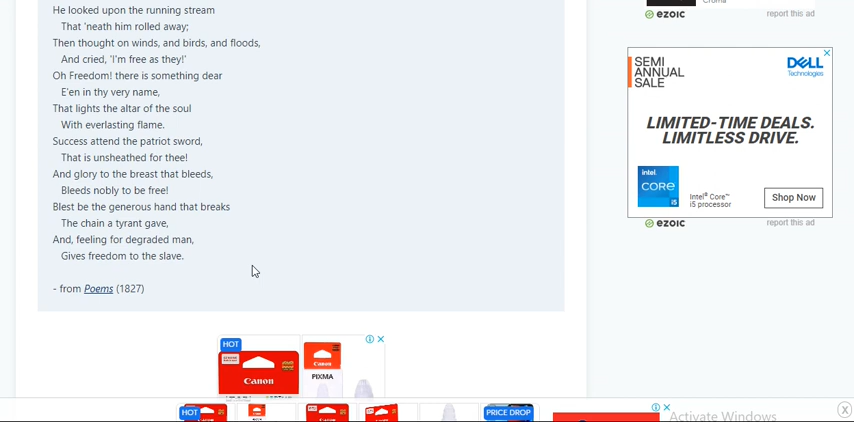 He looked upon the running stream
That 'neath him rolled away;
Then thought on winds, and birds, and floods,
And cried, 'I'm free as they!'
Oh Freedom! there is something dear
E'en in thy very name,
That lights the altar of the soul
With everlasting flame.
Success attend the patriot sword,
That is unsheathed for thee!
And glory to the breast that bleeds,
Bleeds nobly to be free!
Blest be the generous hand that breaks
The chain a tyrant gave,
And, feeling for degraded man,
Gives freedom to the slave.
- from Poems (1827)
Croma
ezoic
report this ad
SEMI
ANNUAL
SALE
DELL
Technologies
LIMITED-TIME DEALS.
LIMITLESS DRIVE.
intel
CORE
i5
Intel® Core™
i5 processor
Shop Now
ezoic
report this ad
HOT
Canon
Canon
PIXMA
HOT
PRICE DROP
Activate Windows